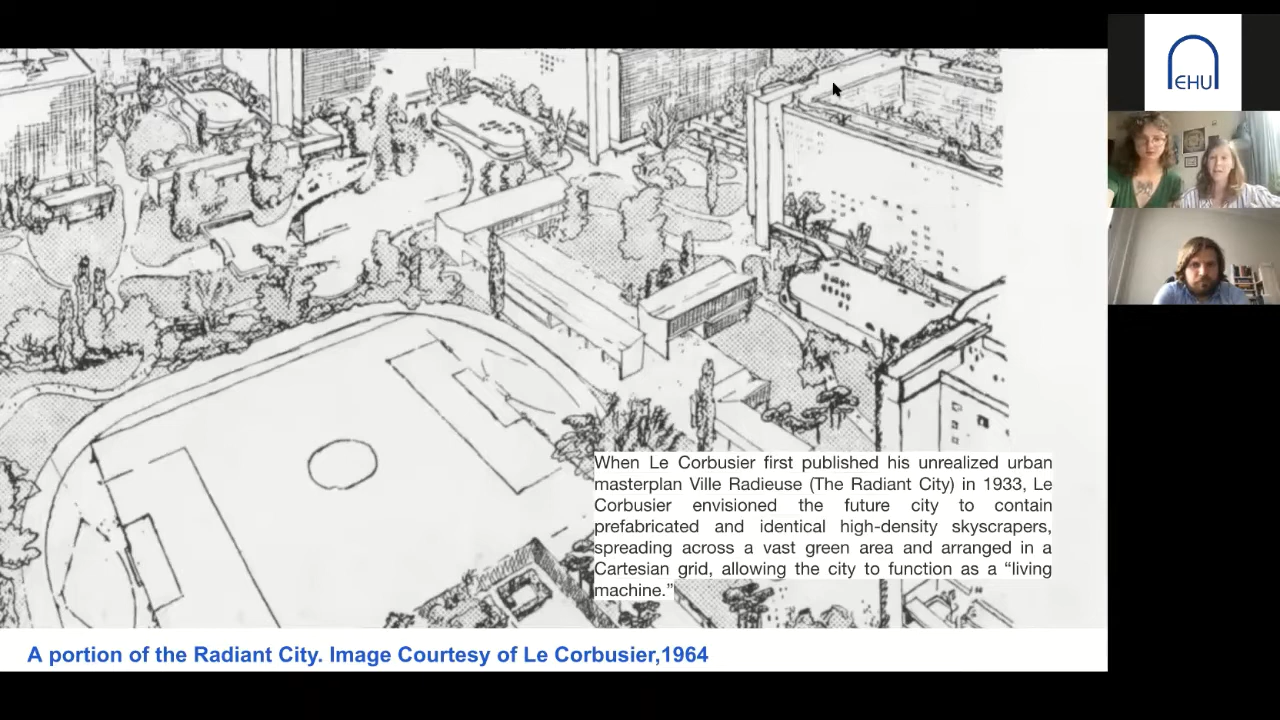 EHU
When Le Corbusier first published his unrealized urban
masterplan Ville Radieuse (The Radiant City) in 1933, Le
Corbusier envisioned the future city to contain
prefabricated and identical high-density skyscrapers,
spreading across a vast green area and arranged in a
Cartesian grid, allowing the city to function as a “living
machine.”
A portion of the Radiant City. Image Courtesy of Le Corbusier,1964